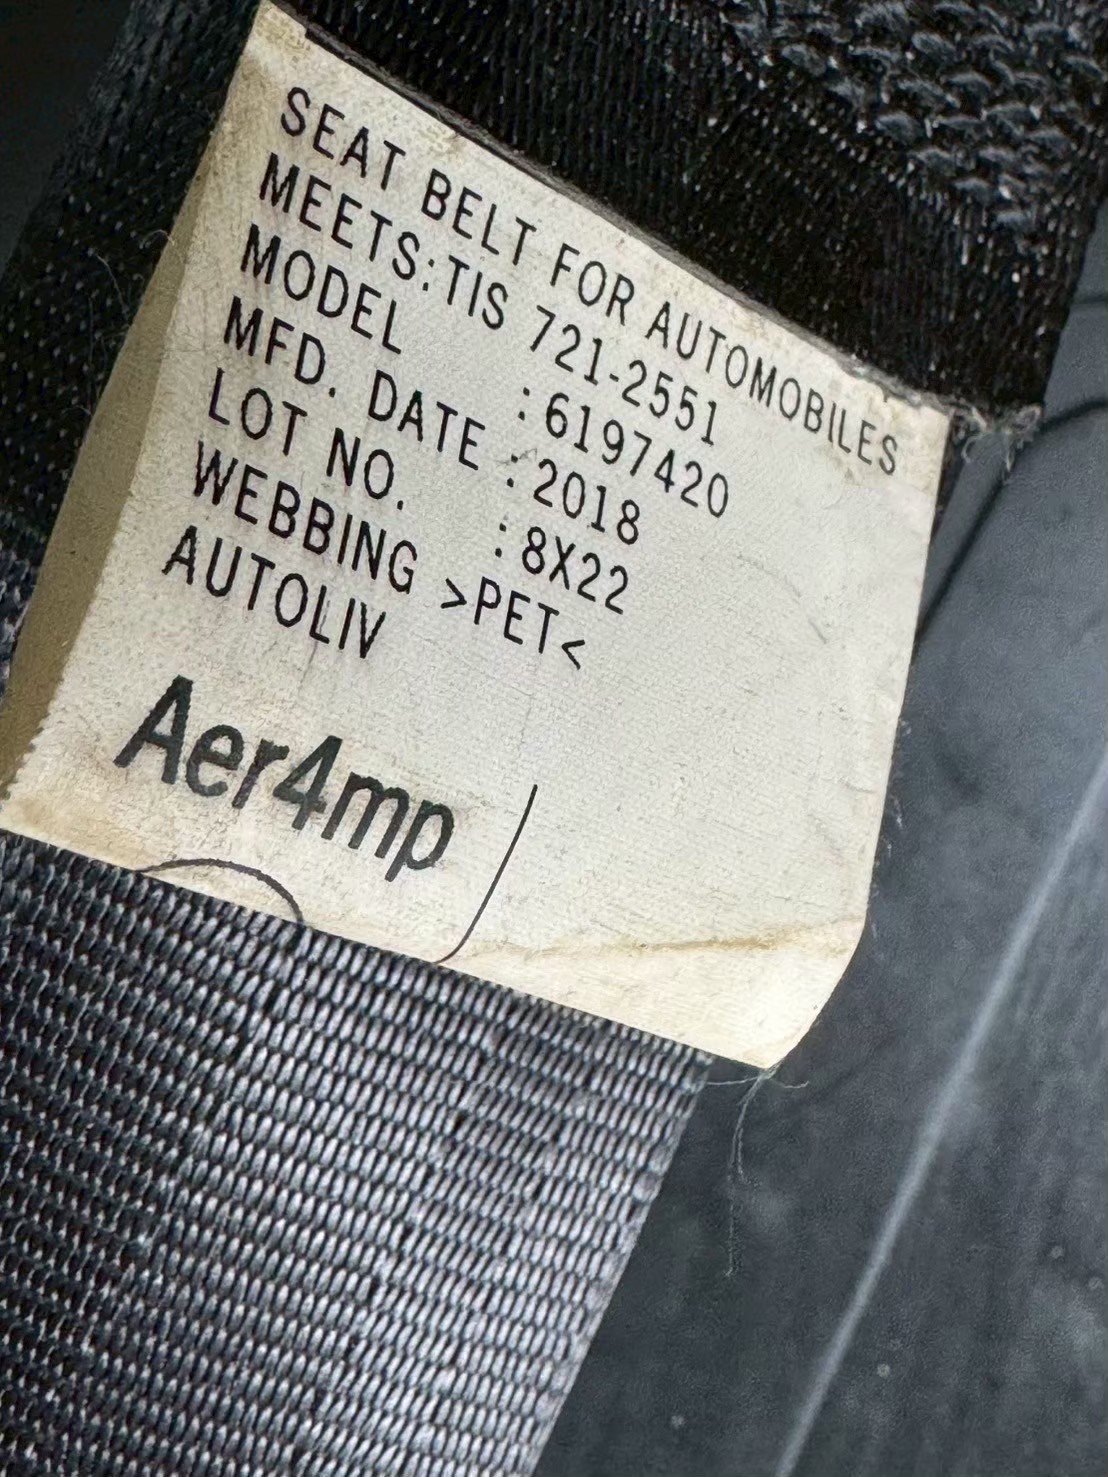 SEAT BELT FOR AUTOMOBILES
MEETS:TIS 721-2551
MODEL : 6197420
MFD. DATE : 2018
LOT NO. : 8X22
WEBBING >PET<
AUTOLIV
Aer4mp